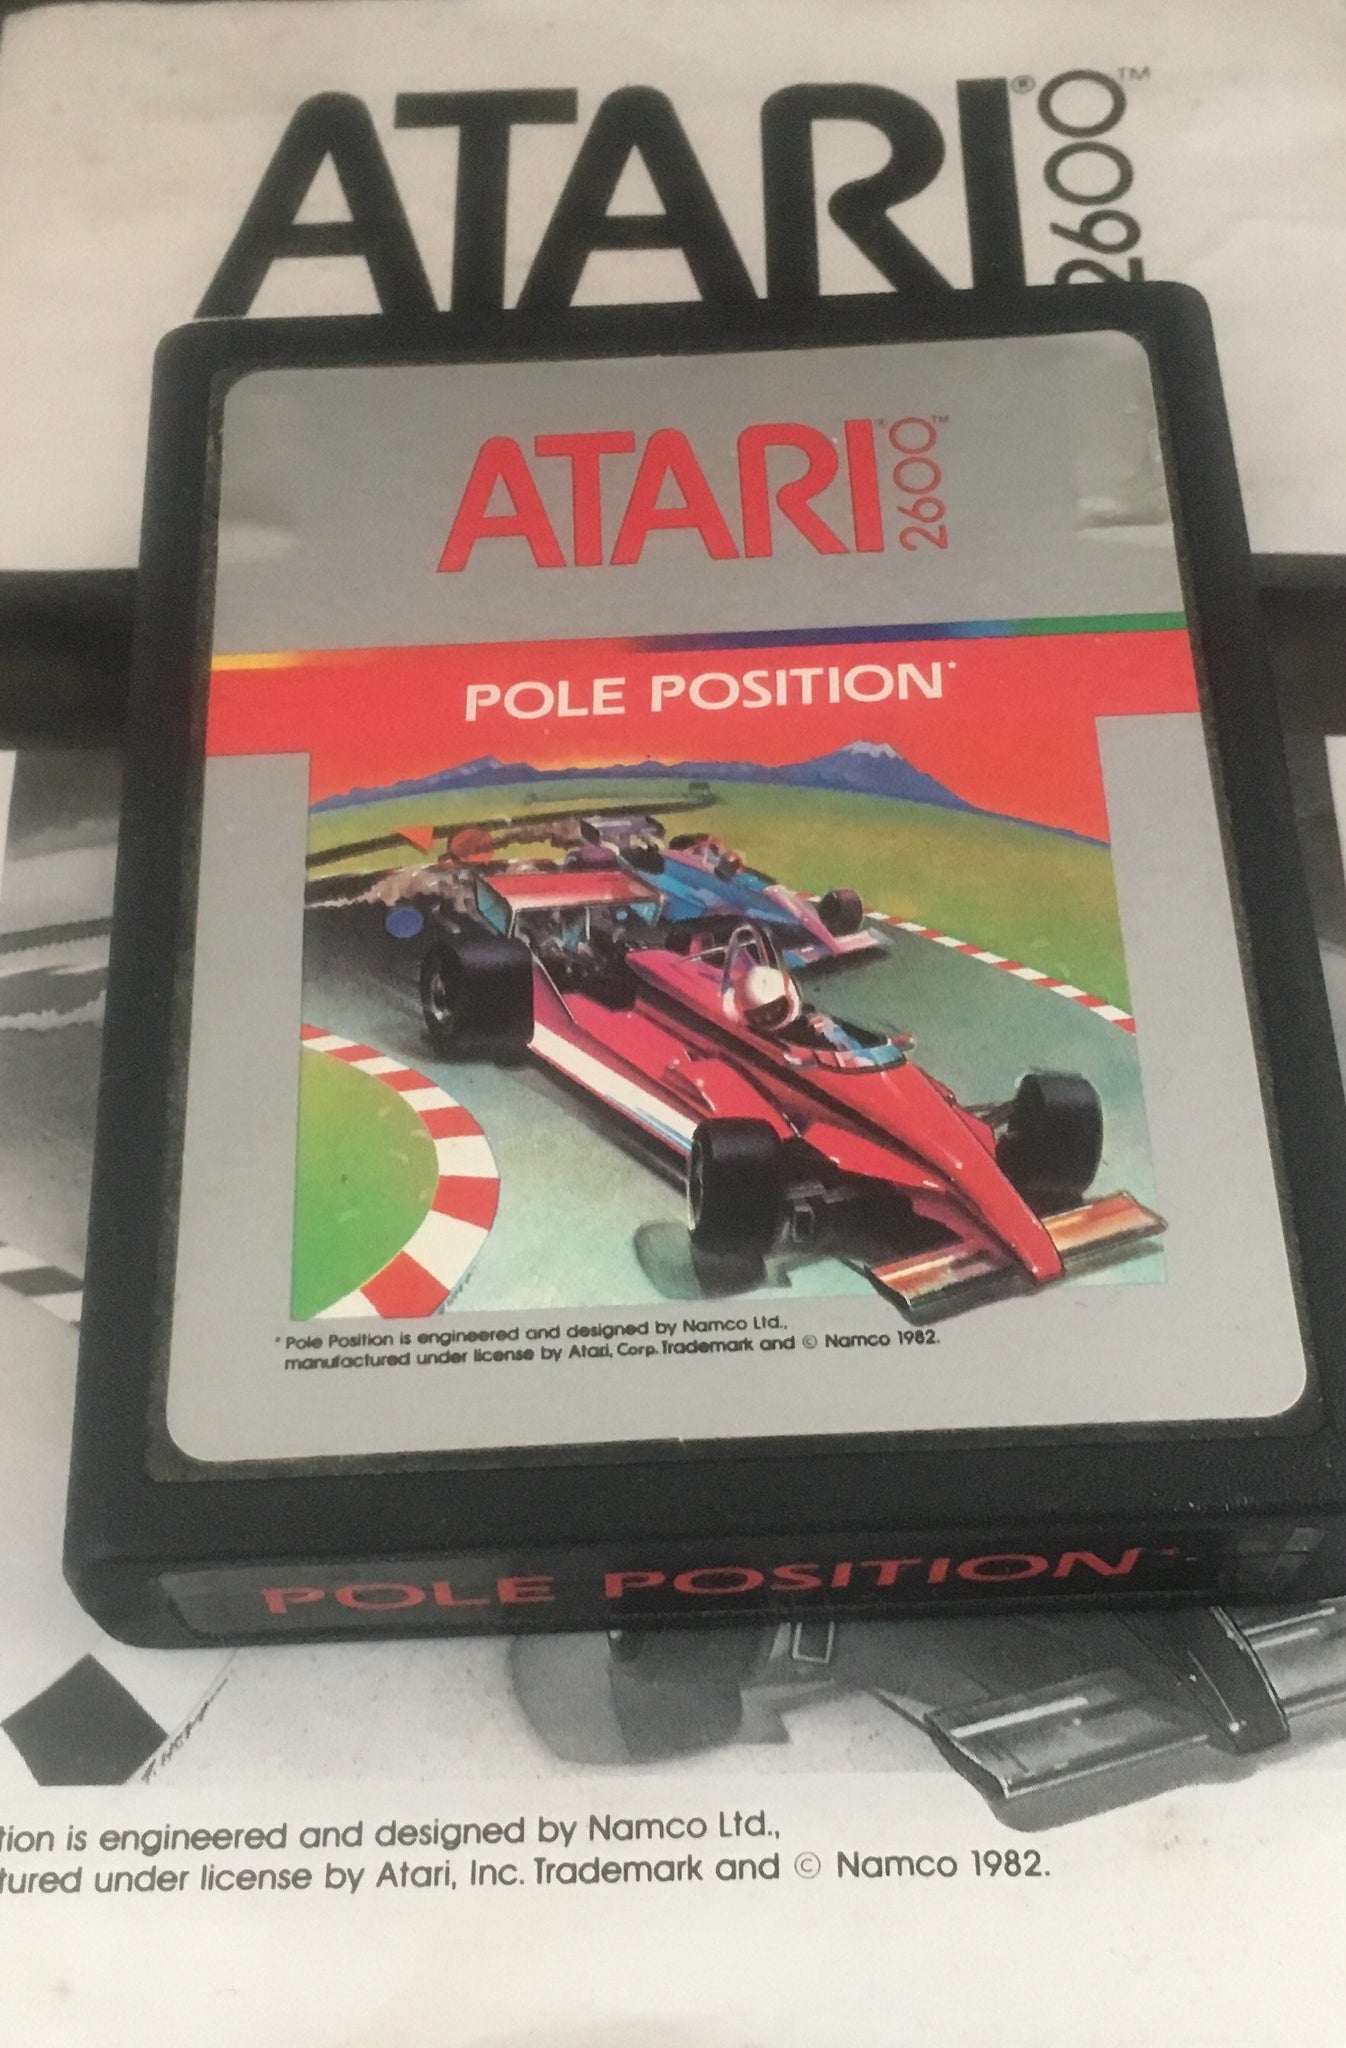 ATARI® 2600™
ATARI® 2600™
POLE POSITION*
* Pole Position is engineered and designed by Namco Ltd.,
manufactured under license by Atari, Corp. Trademark and © Namco 1982.
POLE POSITION*
tion is engineered and designed by Namco Ltd.,
tured under license by Atari, Inc. Trademark and © Namco 1982.